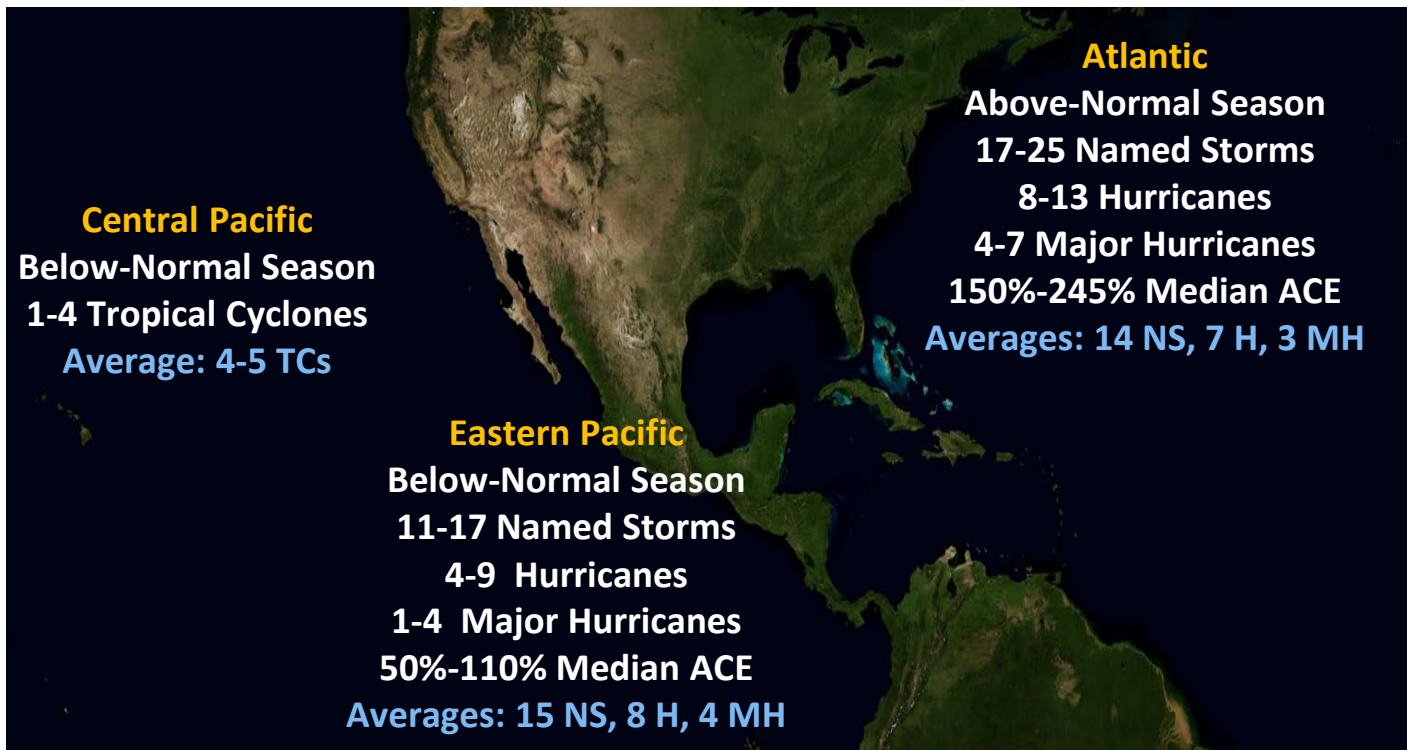 Central Pacific
Below-Normal Season
1-4 Tropical Cyclones
Average: 4-5 TCs
Eastern Pacific
Below-Normal Season
11-17 Named Storms
4-9  Hurricanes
1-4  Major Hurricanes
50%-110% Median ACE
Averages: 15 NS, 8 H, 4 MH
Atlantic
Above-Normal Season
17-25 Named Storms
8-13 Hurricanes
4-7 Major Hurricanes
150%-245% Median ACE
Averages: 14 NS, 7 H, 3 MH